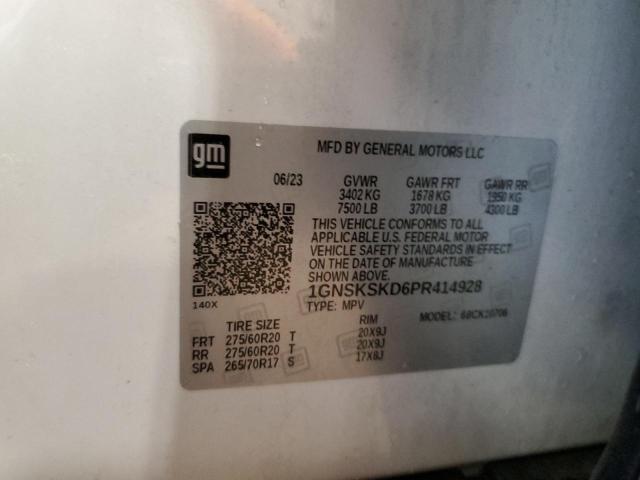 gm
MFD BY GENERAL MOTORS LLC
06/23 GVWR GAWR FRT GAWR RR
3402 KG 1678 KG 1950 KG
7500 LB 3700 LB 4300 LB
THIS VEHICLE CONFORMS TO ALL
APPLICABLE U.S. FEDERAL MOTOR
VEHICLE SAFETY STANDARDS IN EFFECT
ON THE DATE OF MANUFACTURE
SHOWN ABOVE.
1GNSKSKD6PR414928
140X
TYPE: MPV MODEL:
TIRE SIZE RIM
FRT 275/60R20 T 20X9J
RR 275/60R20 T 20X9J
SPA 265/70R17 S 17X8J